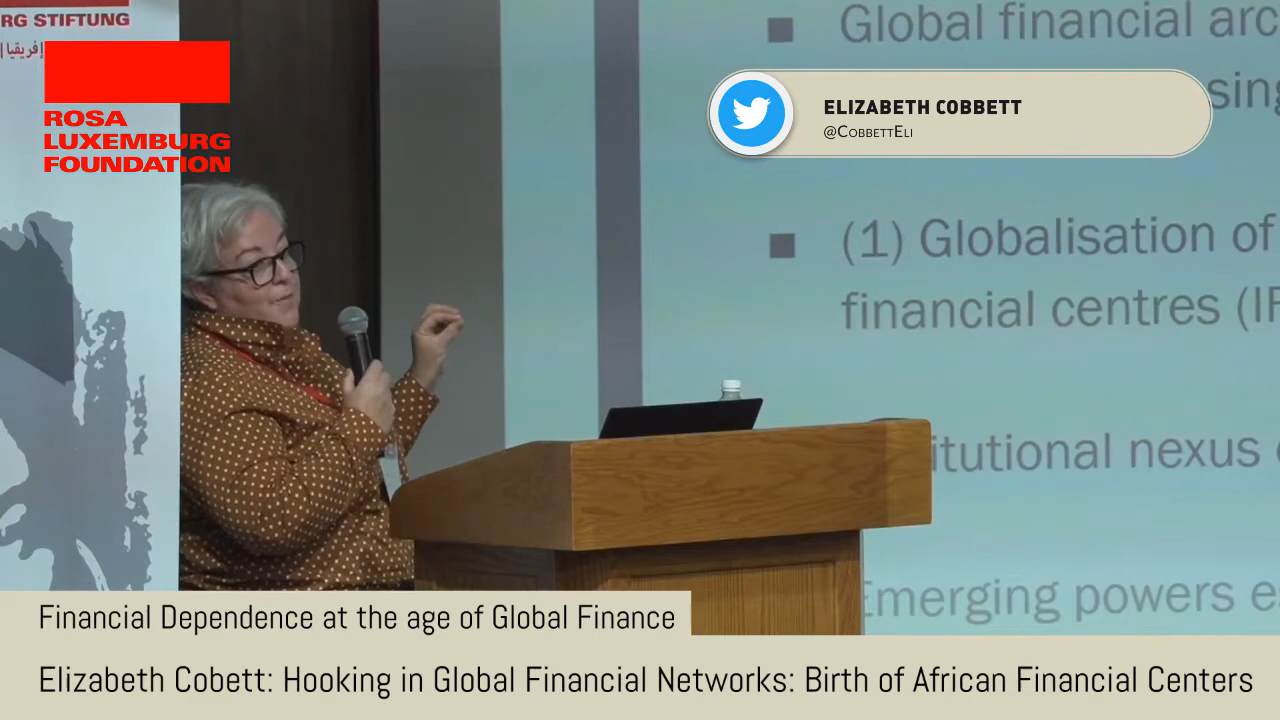 RG STIFTUNG
إفريقيا
ROSA
LUXEMBURG
FOUNDATION
Global financial arc
sing
ELIZABETH COBBETT
@CobbettEli
(1) Globalisation of
financial centres (IF
itutional nexus
Emerging powers e
Financial Dependence at the age of Global Finance
Elizabeth Cobett: Hooking in Global Financial Networks: Birth of African Financial Centers